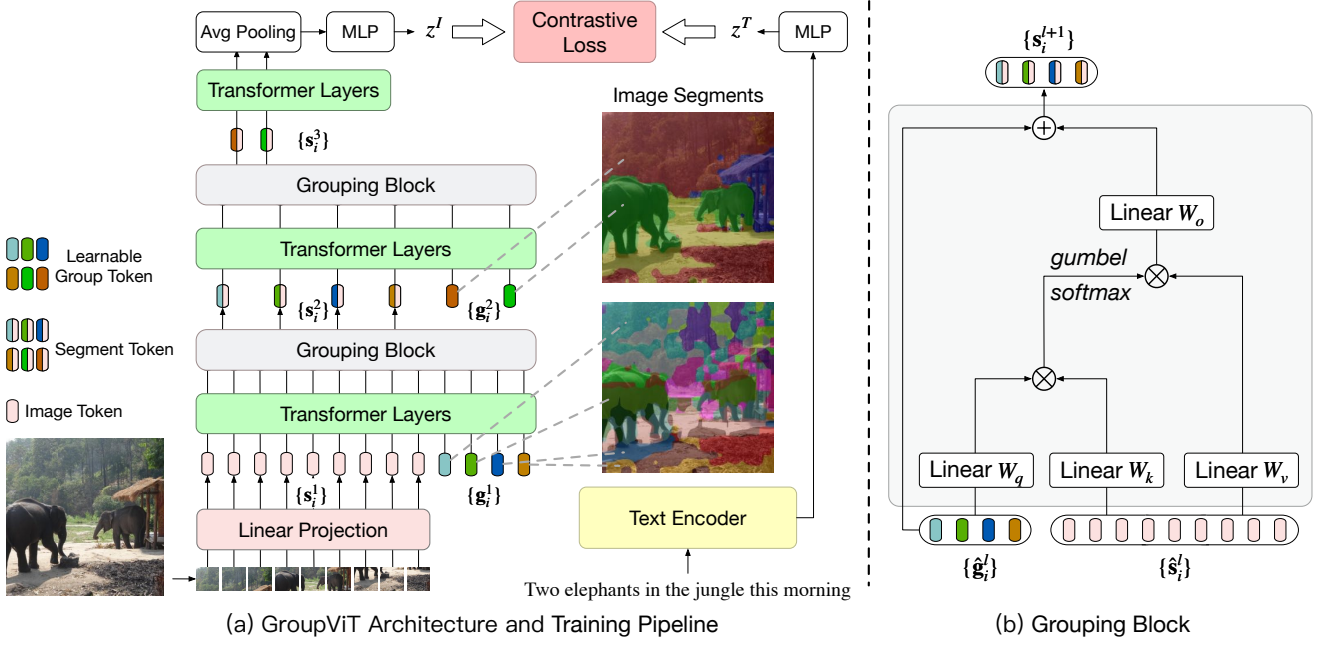 Avg Pooling
MLP
z^I
Contrastive
Loss
z^T
MLP
Transformer Layers
Image Segments
{s_i^3}
Grouping Block
Transformer Layers
Learnable
Group Token
{s_i^2}
{g_i^2}
Segment Token
Grouping Block
Image Token
Transformer Layers
{s_i^1}
{g_i^1}
Linear Projection
Text Encoder
Two elephants in the jungle this morning
(a) GroupViT Architecture and Training Pipeline
{s_i^{l+1}}
Linear W_o
gumbel
softmax
Linear W_q
Linear W_k
Linear W_v
{ĝ_i^l}
{ŝ_i^l}
(b) Grouping Block